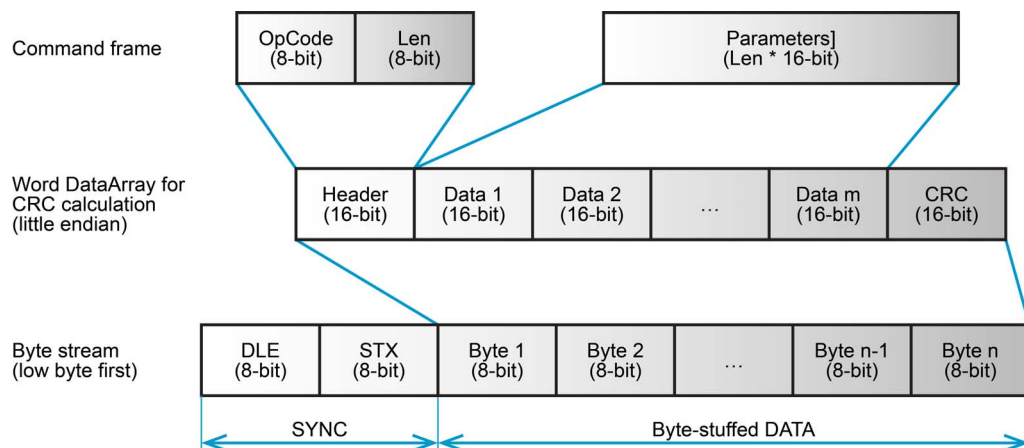 Command frame
OpCode
(8-bit)
Len
(8-bit)
Parameters]
(Len * 16-bit)
Word DataArray for
CRC calculation
(little endian)
Header
(16-bit)
Data 1
(16-bit)
Data 2
(16-bit)
...
Data m
(16-bit)
CRC
(16-bit)
Byte stream
(low byte first)
DLE
(8-bit)
STX
(8-bit)
Byte 1
(8-bit)
Byte 2
(8-bit)
...
Byte n-1
(8-bit)
Byte n
(8-bit)
SYNC
Byte-stuffed DATA